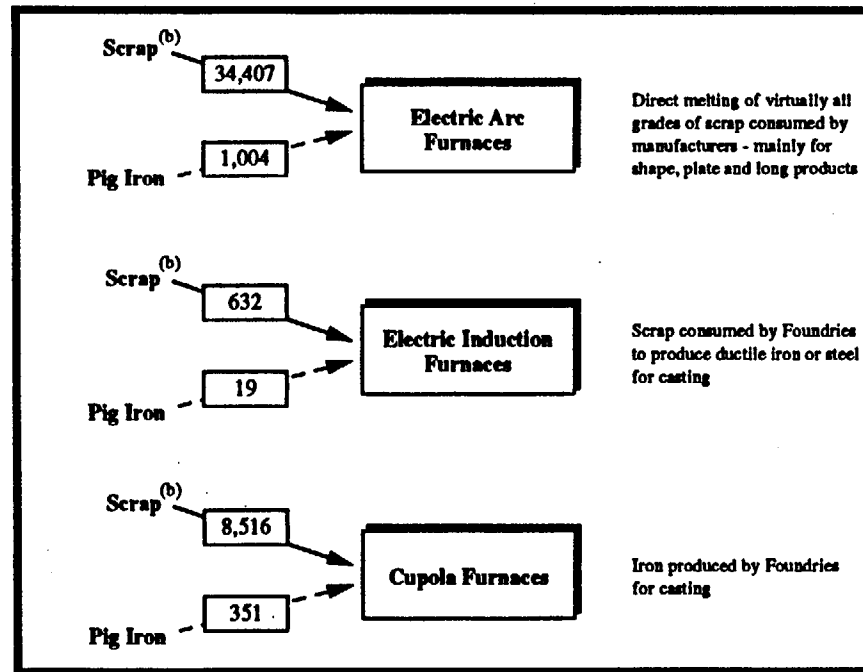 Scrap(b)
34,407
Electric Arc
Furnaces
1,004
Pig Iron
Direct melting of virtually all
grades of scrap consumed by
manufacturers - mainly for
shape, plate and long products
Scrap(b)
632
Electric Induction
Furnaces
19
Pig Iron
Scrap consumed by Foundries
to produce ductile iron or steel
for casting
Scrap(b)
8,516
Cupola Furnaces
351
Pig Iron
Iron produced by Foundries
for casting